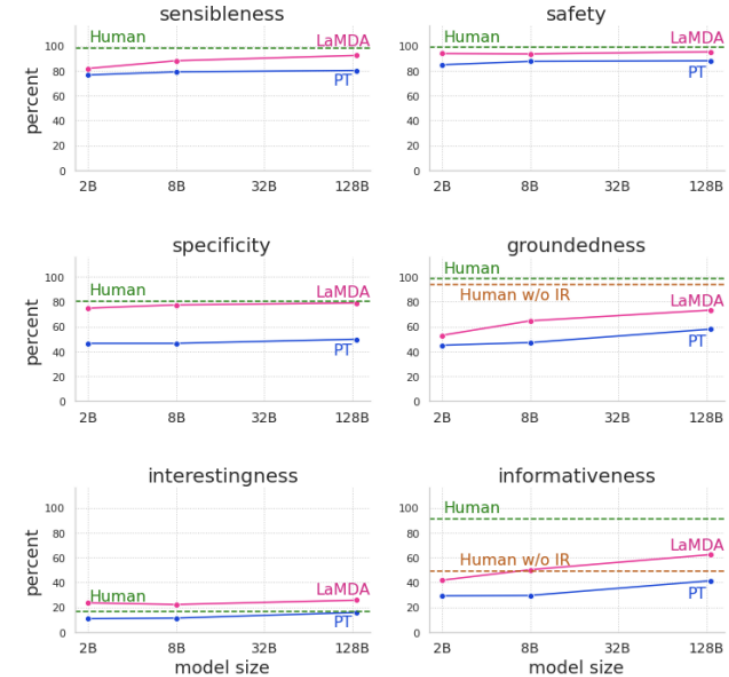 sensibleness
percent
100
80
60
40
20
0
Human
LaMDA
PT
2B 8B 32B 128B
safety
100
80
60
40
20
0
Human
LaMDA
PT
2B 8B 32B 128B
specificity
percent
100
80
60
40
20
0
Human
LaMDA
PT
2B 8B 32B 128B
groundedness
100
80
60
40
20
0
Human
Human w/o IR
LaMDA
PT
2B 8B 32B 128B
interestingness
percent
100
80
60
40
20
0
Human
LaMDA
PT
2B 8B 32B 128B
model size
informativeness
100
80
60
40
20
0
Human
Human w/o IR
LaMDA
PT
2B 8B 32B 128B
model size